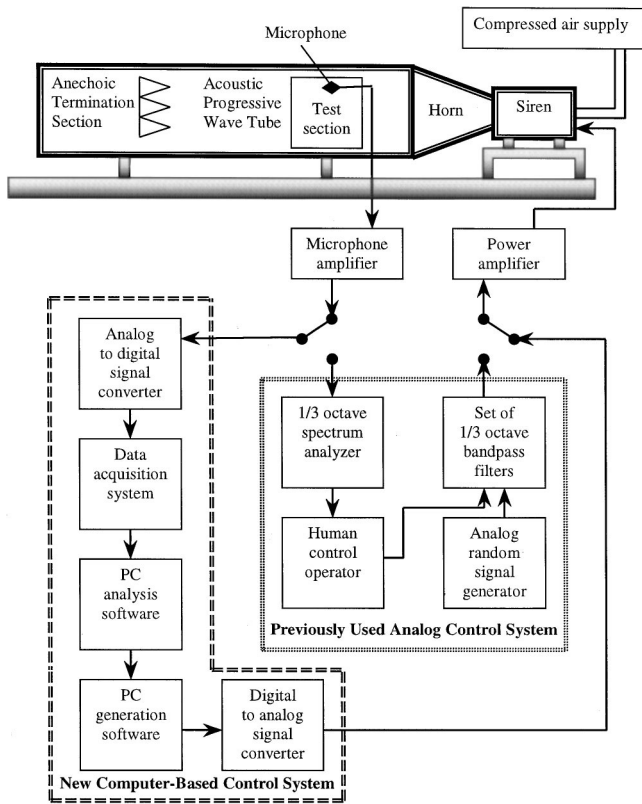 Compressed air supply
Microphone
Anechoic
Termination
Section
Acoustic
Progressive
Wave Tube
Test
section
Horn
Siren
Microphone
amplifier
Power
amplifier
Analog
to digital
signal
converter
1/3 octave
spectrum
analyzer
Set of
1/3 octave
bandpass
filters
Data
acquisition
system
Human
control
operator
Analog
random
signal
generator
PC
analysis
software
Previously Used Analog Control System
PC
generation
software
Digital
to analog
signal
converter
New Computer-Based Control System